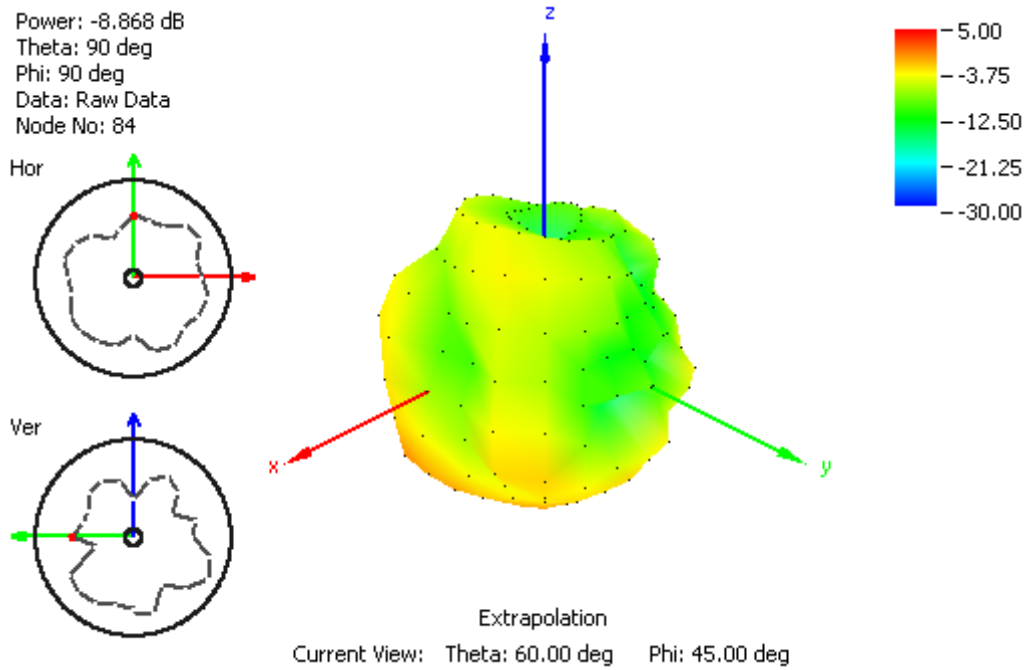 Power: -8.868 dB
Theta: 90 deg
Phi: 90 deg
Data: Raw Data
Node No: 84
Hor
Ver
z
x
y
5.00
-3.75
-12.50
-21.25
-30.00
Extrapolation
Current View: Theta: 60.00 deg Phi: 45.00 deg